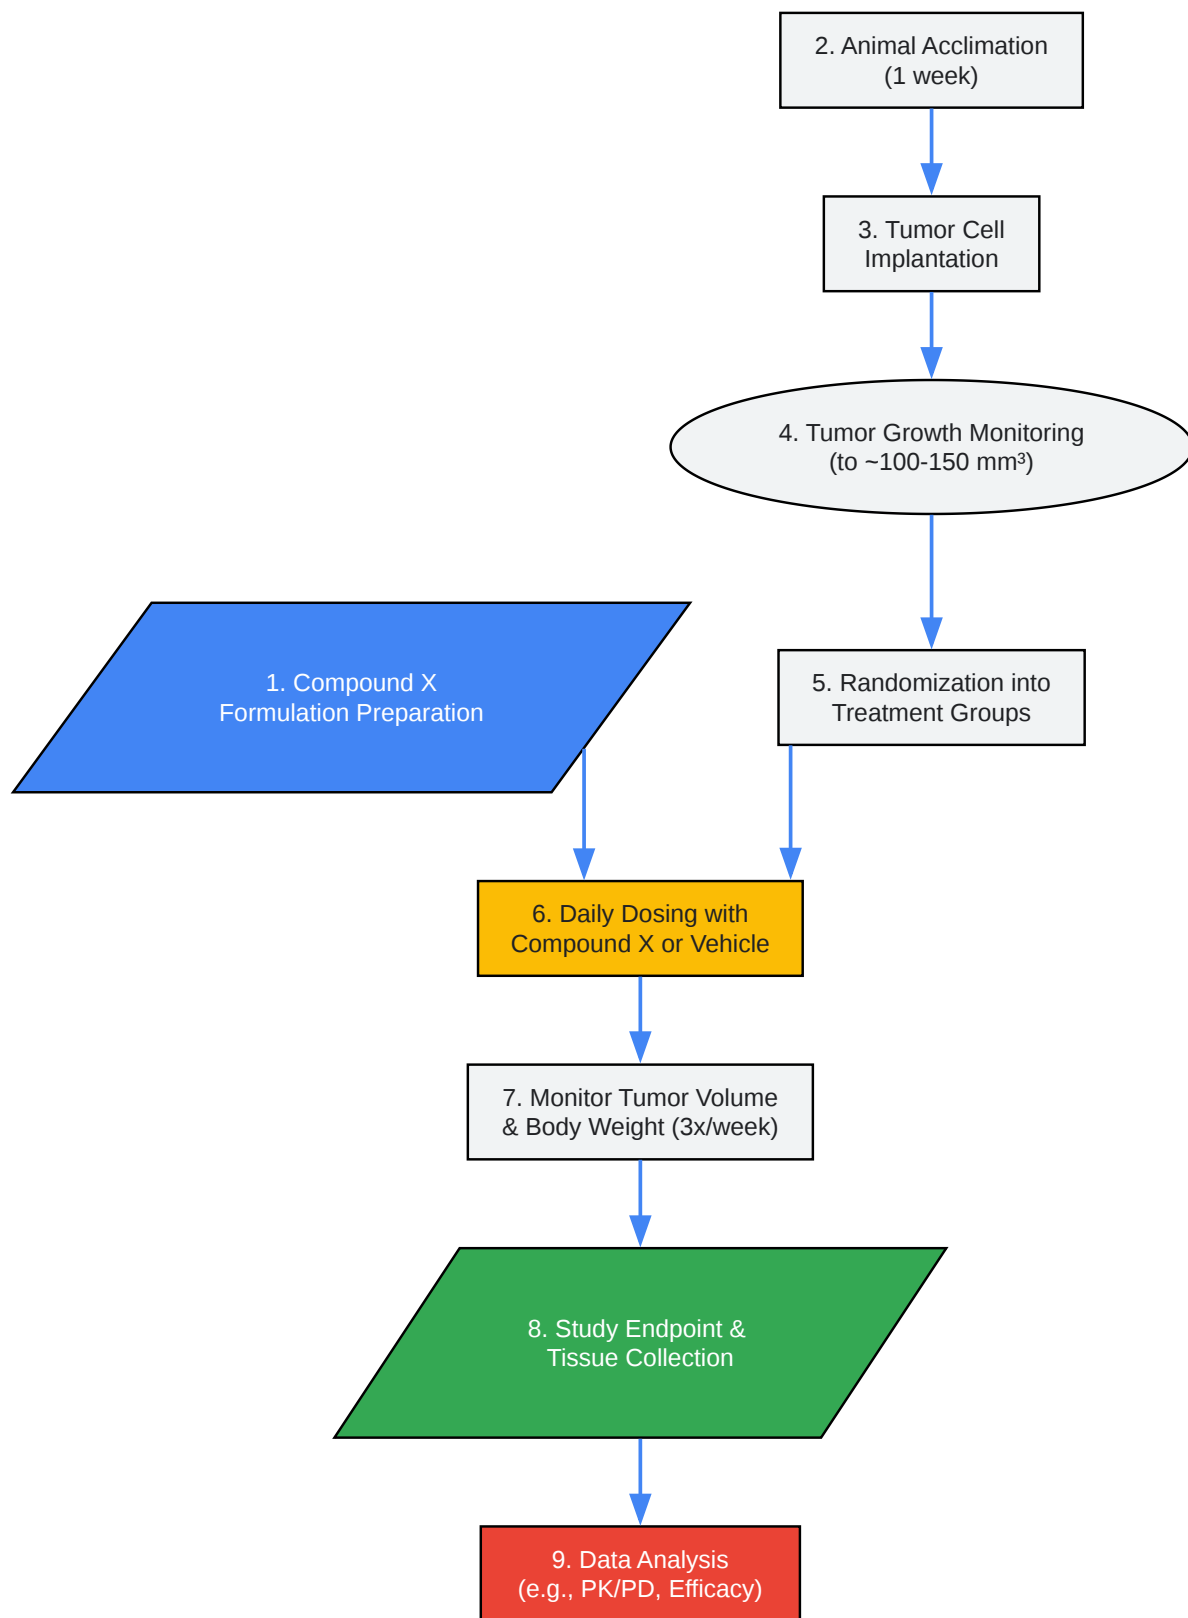 2. Animal Acclimation
(1 week)
3. Tumor Cell
Implantation
4. Tumor Growth Monitoring
(to ~100-150 mm³)
1. Compound X
Formulation Preparation
5. Randomization into
Treatment Groups
6. Daily Dosing with
Compound X or Vehicle
7. Monitor Tumor Volume
& Body Weight (3x/week)
8. Study Endpoint &
Tissue Collection
9. Data Analysis
(e.g., PK/PD, Efficacy)